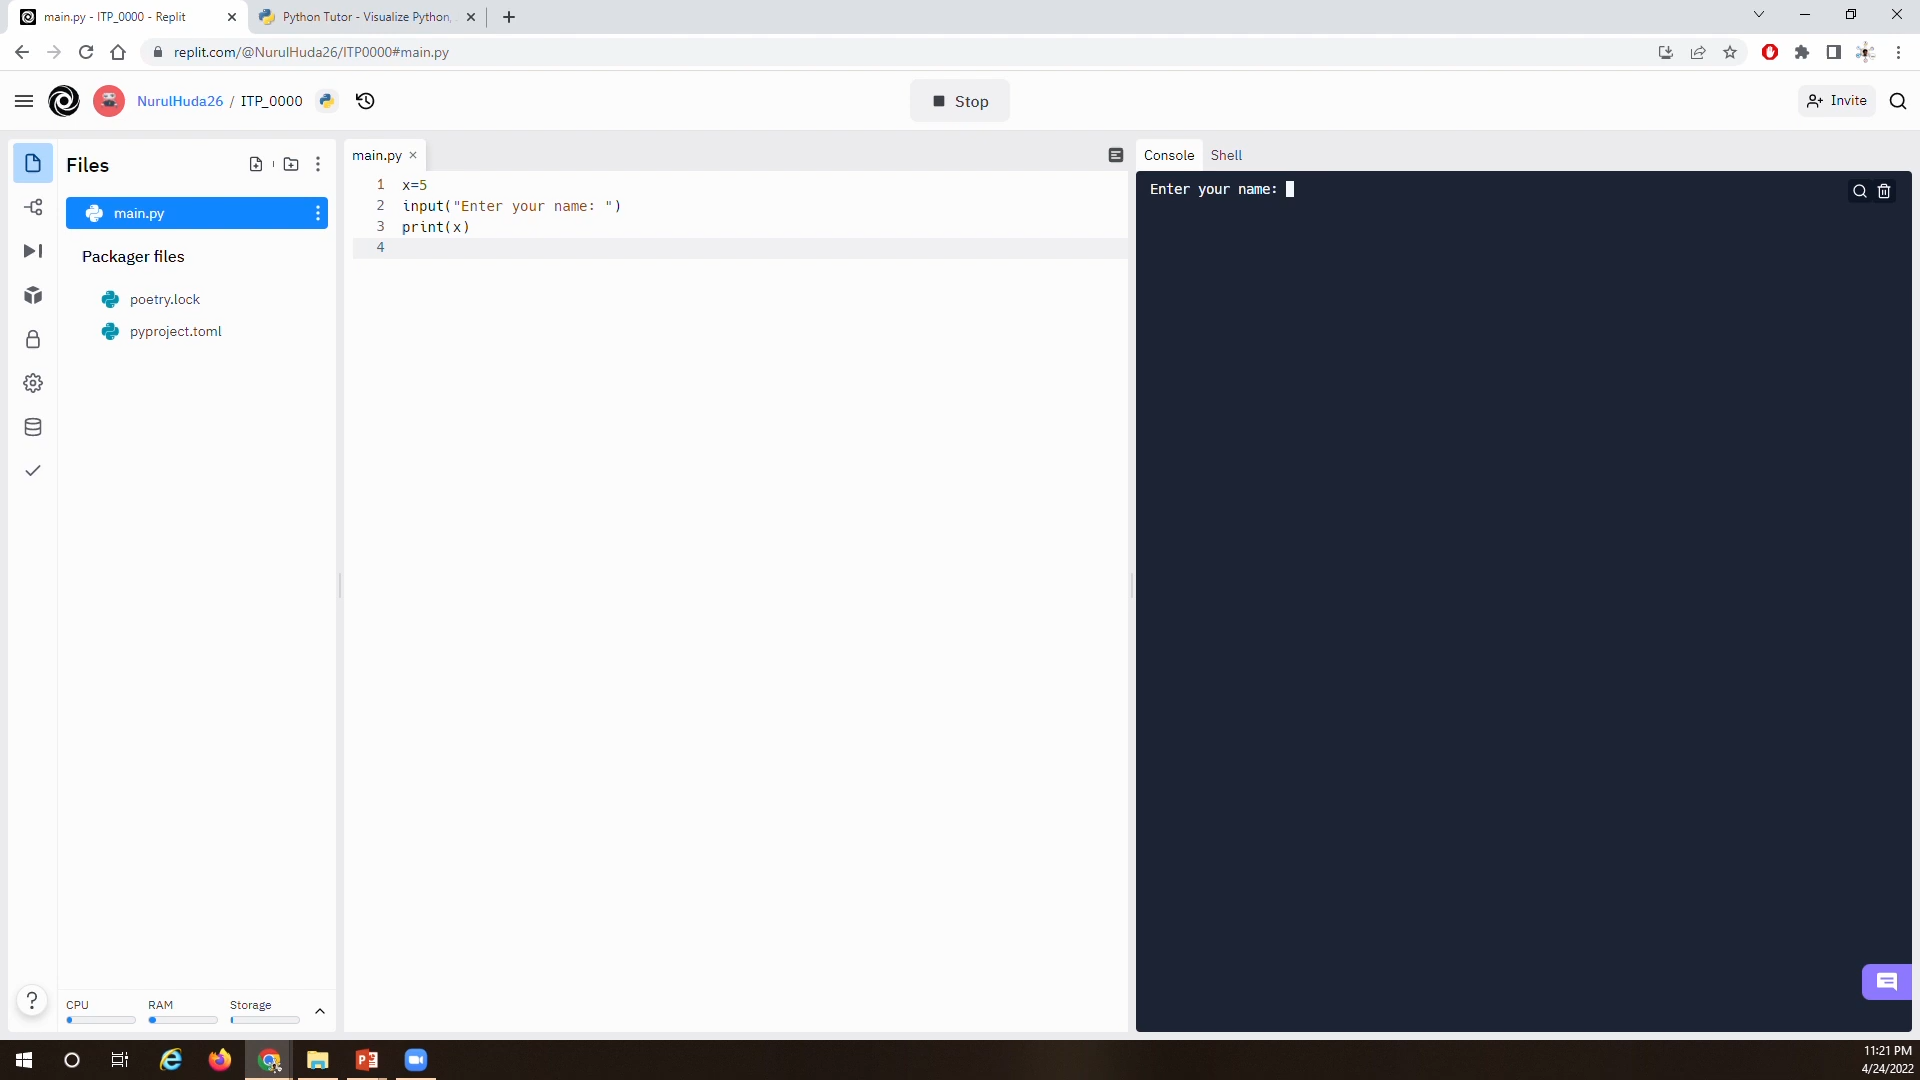 main.py - ITP_0000 - Replit
Python Tutor - Visualize Python,
replit.com/@NurulHuda26/ITP0000#main.py
NurulHuda26 / ITP_0000
Stop
Invite
Files
main.py
Console
Shell
1 x=5
2 input("Enter your name: ")
3 print(x)
4
Enter your name:
main.py
Packager files
poetry.lock
pyproject.toml
?
CPU
RAM
Storage
11:21 PM
4/24/2022